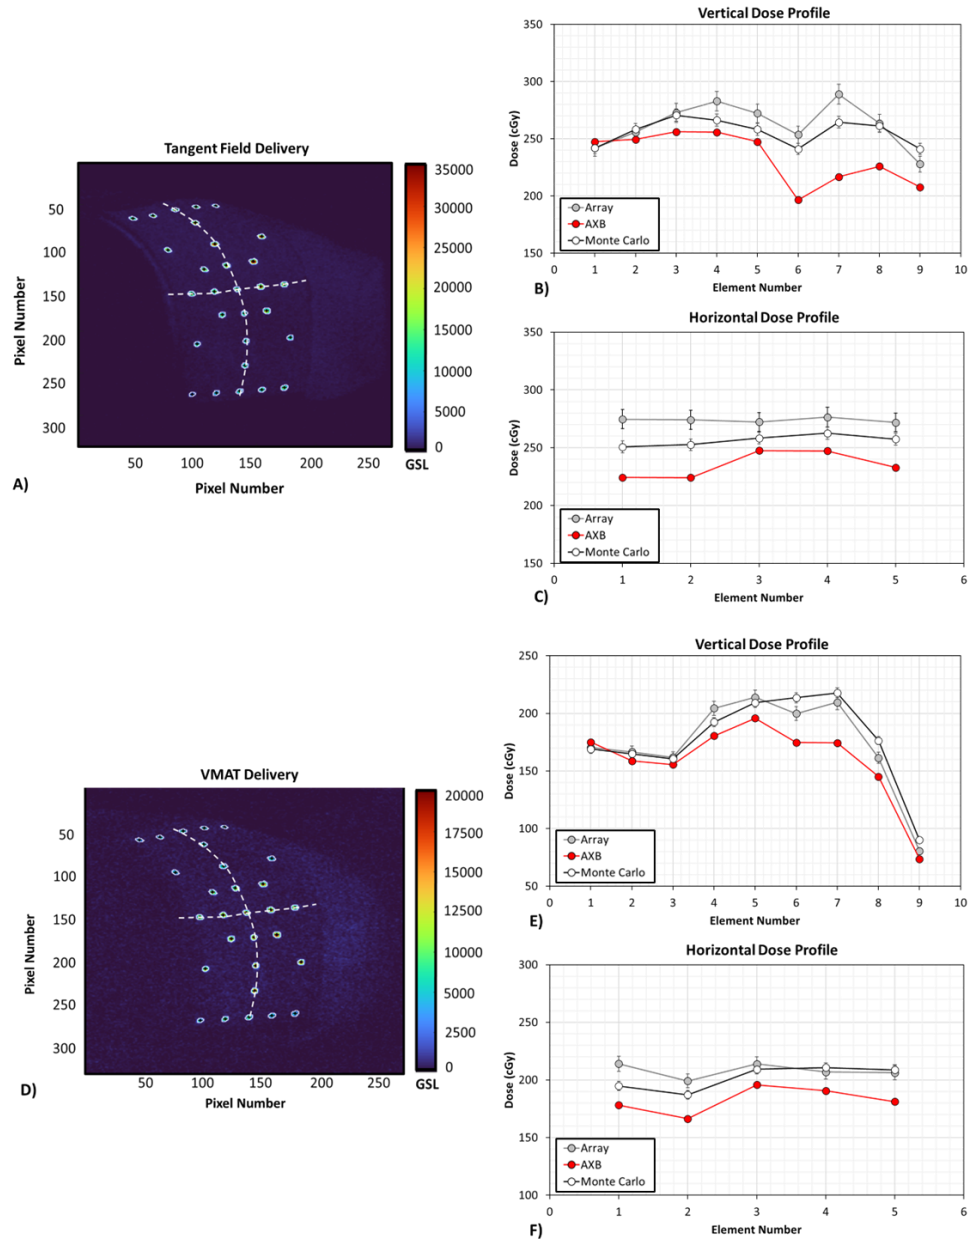 Vertical Dose Profile
350
300
250
200
150
Dose (cGy)
0 1 2 3 4 5 6 7 8 9 10
Element Number
Array
AXB
Monte Carlo
B)
Tangent Field Delivery
50
100
150
200
250
300
Pixel Number
50 100 150 200 250
Pixel Number
35000
30000
25000
20000
15000
10000
5000
0
GSL
A)
Horizontal Dose Profile
350
300
250
200
150
Dose (cGy)
0 1 2 3 4 5 6
Element Number
Array
AXB
Monte Carlo
C)
Vertical Dose Profile
250
200
150
100
50
Dose (cGy)
0 1 2 3 4 5 6 7 8 9 10
Element Number
Array
AXB
Monte Carlo
E)
VMAT Delivery
50
100
150
200
250
300
Pixel Number
50 100 150 200 250
Pixel Number
20000
17500
15000
12500
10000
7500
5000
2500
0
GSL
D)
Horizontal Dose Profile
300
250
200
150
100
Dose (cGy)
0 1 2 3 4 5 6
Element Number
Array
AXB
Monte Carlo
F)